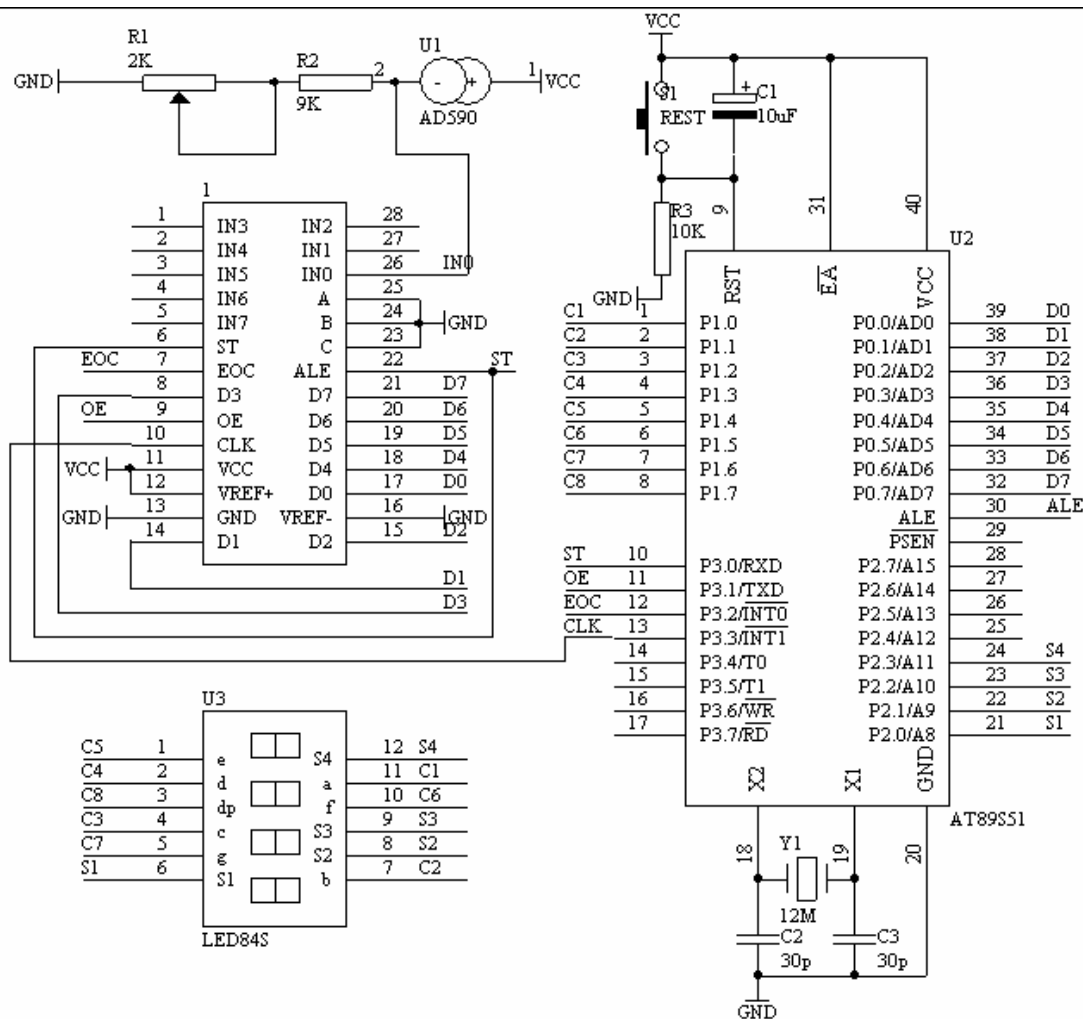 VCC
R1
2K
R2
9K
U1
2
1
GND
VCC
AD590
S1
REST
+
C1
10uF
1
R3
10K
9
31
40
U2
1 IN3 IN2 28
2 IN4 IN1 27
3 IN5 IN0 26 IN0
4 IN6 A 25
5 IN7 B 24 GND
6 ST C 23
EOC 7 EOC ALE 22 ST
8 D3 D7 21 D7
OE 9 OE D6 20 D6
10 CLK D5 19 D5
VCC 11 VCC D4 18 D4
12 VREF+ D0 17 D0
GND 13 GND VREF- 16 GND
14 D1 D2 15 D2
D1
D3
GND
RST
EA
VCC
C1 1 P1.0 P0.0/AD0 39 D0
C2 2 P1.1 P0.1/AD1 38 D1
C3 3 P1.2 P0.2/AD2 37 D2
C4 4 P1.3 P0.3/AD3 36 D3
C5 5 P1.4 P0.4/AD4 35 D4
C6 6 P1.5 P0.5/AD5 34 D5
C7 7 P1.6 P0.6/AD6 33 D6
C8 8 P1.7 P0.7/AD7 32 D7
ALE 30 ALE
PSEN 29
ST 10 P3.0/RXD P2.7/A15 28
OE 11 P3.1/TXD P2.6/A14 27
EOC 12 P3.2/INT0 P2.5/A13 26
CLK 13 P3.3/INT1 P2.4/A12 25
14 P3.4/T0 P2.3/A11 24 S4
15 P3.5/T1 P2.2/A10 23 S3
16 P3.6/WR P2.1/A9 22 S2
17 P3.7/RD P2.0/A8 21 S1
X2
X1
GND
AT89S51
U3
C5 1 e S4 12 S4
C4 2 d a 11 C1
C8 3 dp f 10 C6
C3 4 c S3 9 S3
C7 5 g S2 8 S2
S1 6 S1 b 7 C2
LED84S
18
Y1
19
20
12M
C2
30p
C3
30p
GND